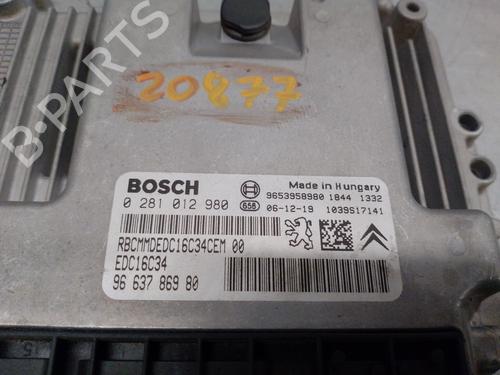 B-PARTS
20877
BOSCH
0 281 012 980
658
Made in Hungary
9653958980 1844 1332
06-12-19 1039S17141
RBCMMDEDC16C34CEM 00
EDC16C34
96 637 869 80